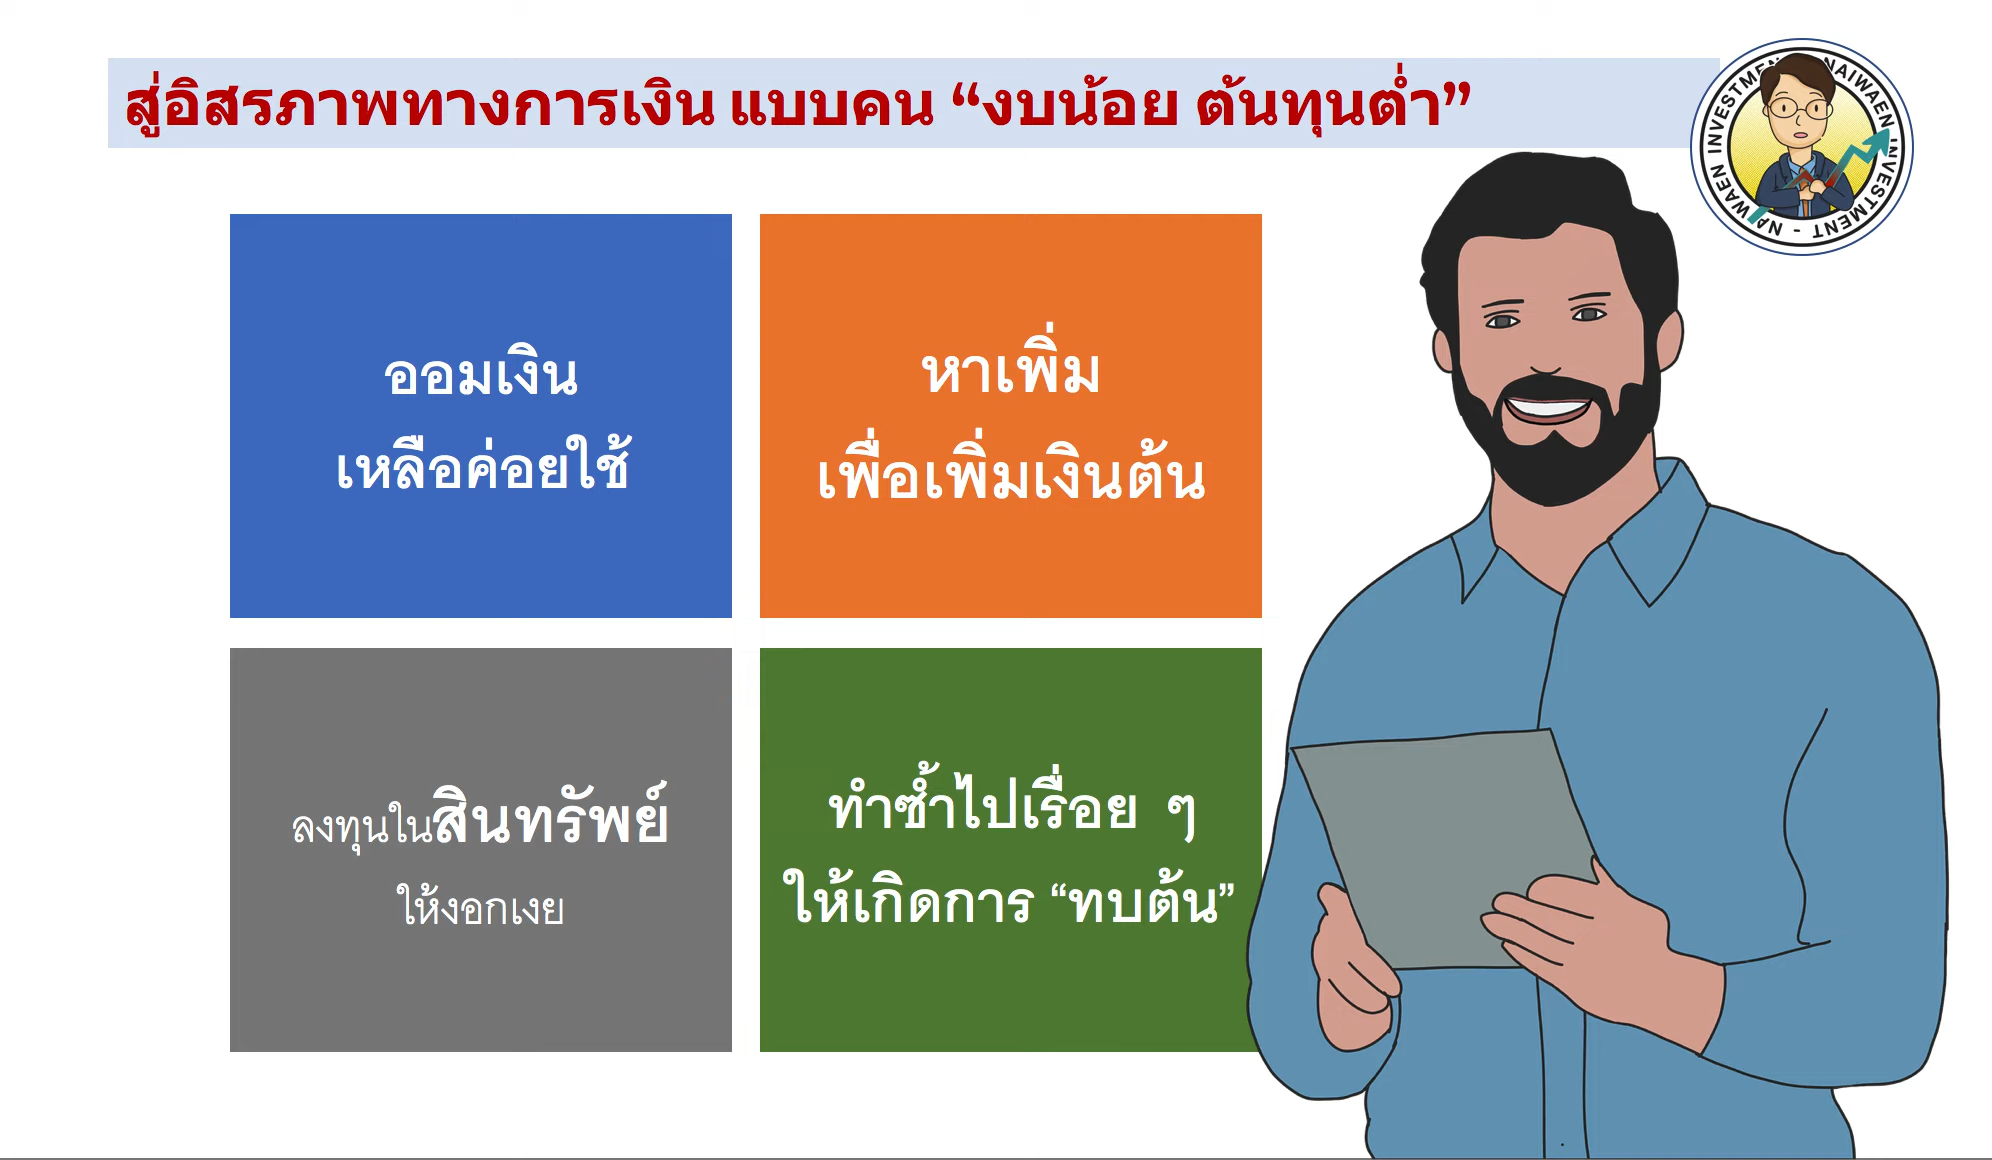 สู่อิสรภาพทางการเงิน แบบคน “งบน้อย ต้นทุนต่ำ”
NAIWAEN INVESTMENT - NAIWAEN INVESTMENT
ออมเงิน
เหลือค่อยใช้
หาเพิ่ม
เพื่อเพิ่มเงินต้น
ลงทุนในสินทรัพย์
ให้งอกเงย
ทำซ้ำไปเรื่อย ๆ
ให้เกิดการ “ทบต้น”